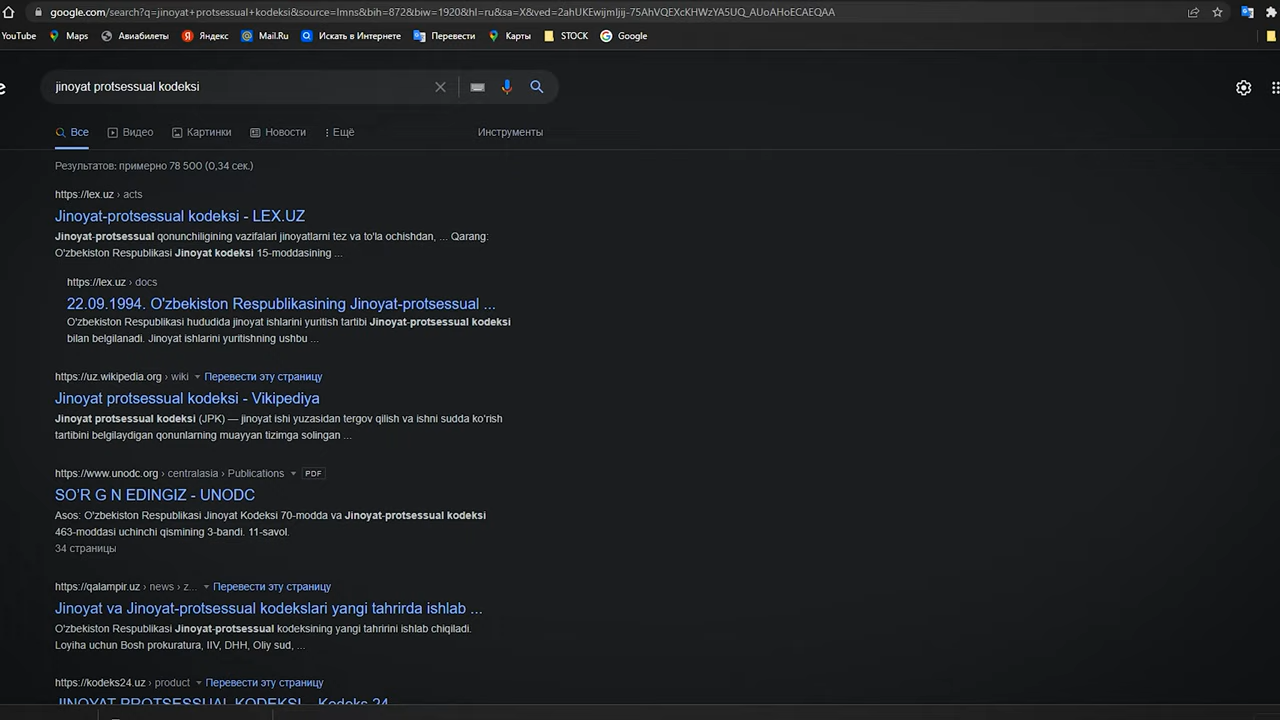 google.com/search?q=jinoyat+protsessual+kodeksi&source=lmns&bih=872&biw=1920&hl=ru&sa=X&ved=2ahUKEwijmIjij-75AhVQEXcKHWzYA5UQ_AUoAHoECAEQAA
YouTube Maps Авиабилеты Яндекс Mail.Ru Искать в Интернете Перевести Карты STOCK Google
jinoyat protsessual kodeksi
Все Видео Картинки Новости Ещё Инструменты
Результатов: примерно 78 500 (0,34 сек.)
https://lex.uz › acts
Jinoyat-protsessual kodeksi - LEX.UZ
Jinoyat-protsessual qonunchiligining vazifalari jinoyatlarni tez va to'la ochishdan, ... Qarang:
O'zbekiston Respublikasi Jinoyat kodeksi 15-moddasining ...
https://lex.uz › docs
22.09.1994. O'zbekiston Respublikasining Jinoyat-protsessual ...
O'zbekiston Respublikasi hududida jinoyat ishlarini yuritish tartibi Jinoyat-protsessual kodeksi
bilan belgilanadi. Jinoyat ishlarini yuritishning ushbu ...
https://uz.wikipedia.org › wiki Перевести эту страницу
Jinoyat protsessual kodeksi - Vikipediya
Jinoyat protsessual kodeksi (JPK) — jinoyat ishi yuzasidan tergov qilish va ishni sudda koʻrish
tartibini belgilaydigan qonunlarning muayyan tizimga solingan ...
https://www.unodc.org › centralasia › Publications PDF
SO'R G N EDINGIZ - UNODC
Asos: O'zbekiston Respublikasi Jinoyat Kodeksi 70-modda va Jinoyat-protsessual kodeksi
463-moddasi uchinchi qismining 3-bandi. 11-savol.
34 страницы
https://qalampir.uz › news › z... Перевести эту страницу
Jinoyat va Jinoyat-protsessual kodekslari yangi tahrirda ishlab ...
O'zbekiston Respublikasi Jinoyat-protsessual kodeksining yangi tahririni ishlab chiqiladi.
Loyiha uchun Bosh prokuratura, IIV, DHH, Oliy sud, ...
https://kodeks24.uz › product Перевести эту страницу
JINOYAT PROTSESSUAL KODEKSI - Kodeks 24